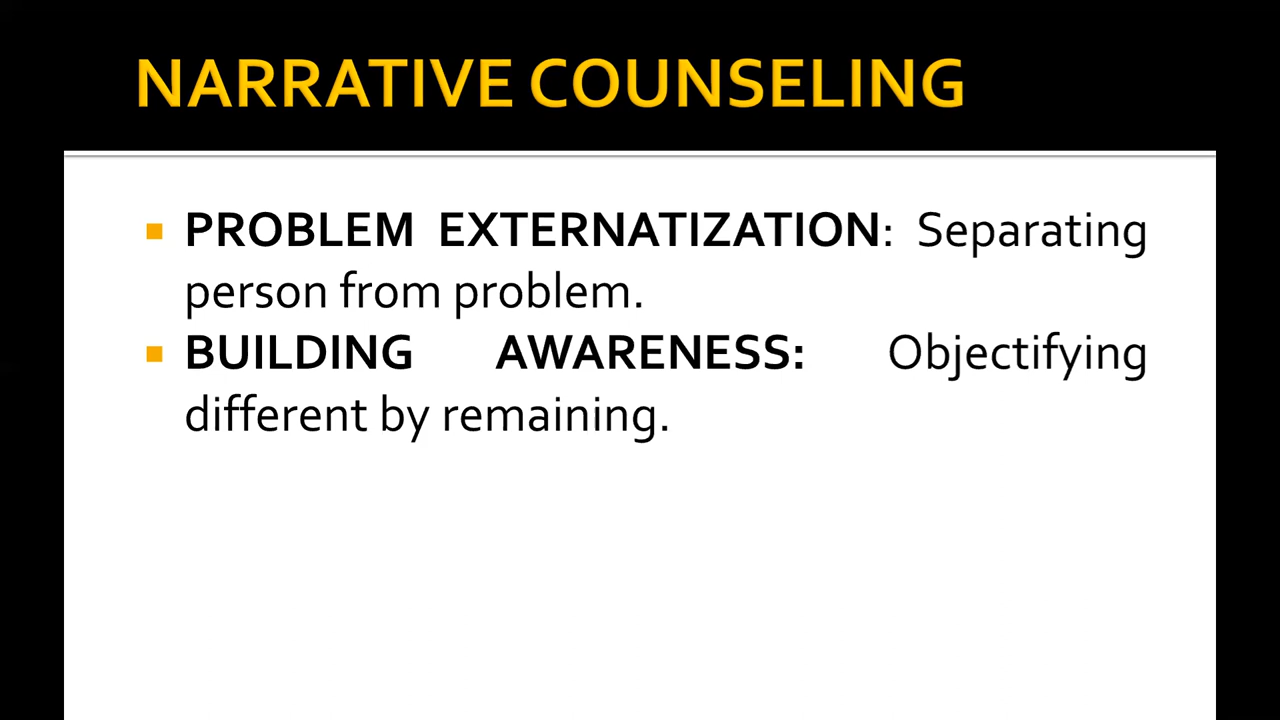 NARRATIVE COUNSELING
PROBLEM EXTERNATIZATION: Separating
person from problem.
BUILDING AWARENESS: Objectifying
different by remaining.